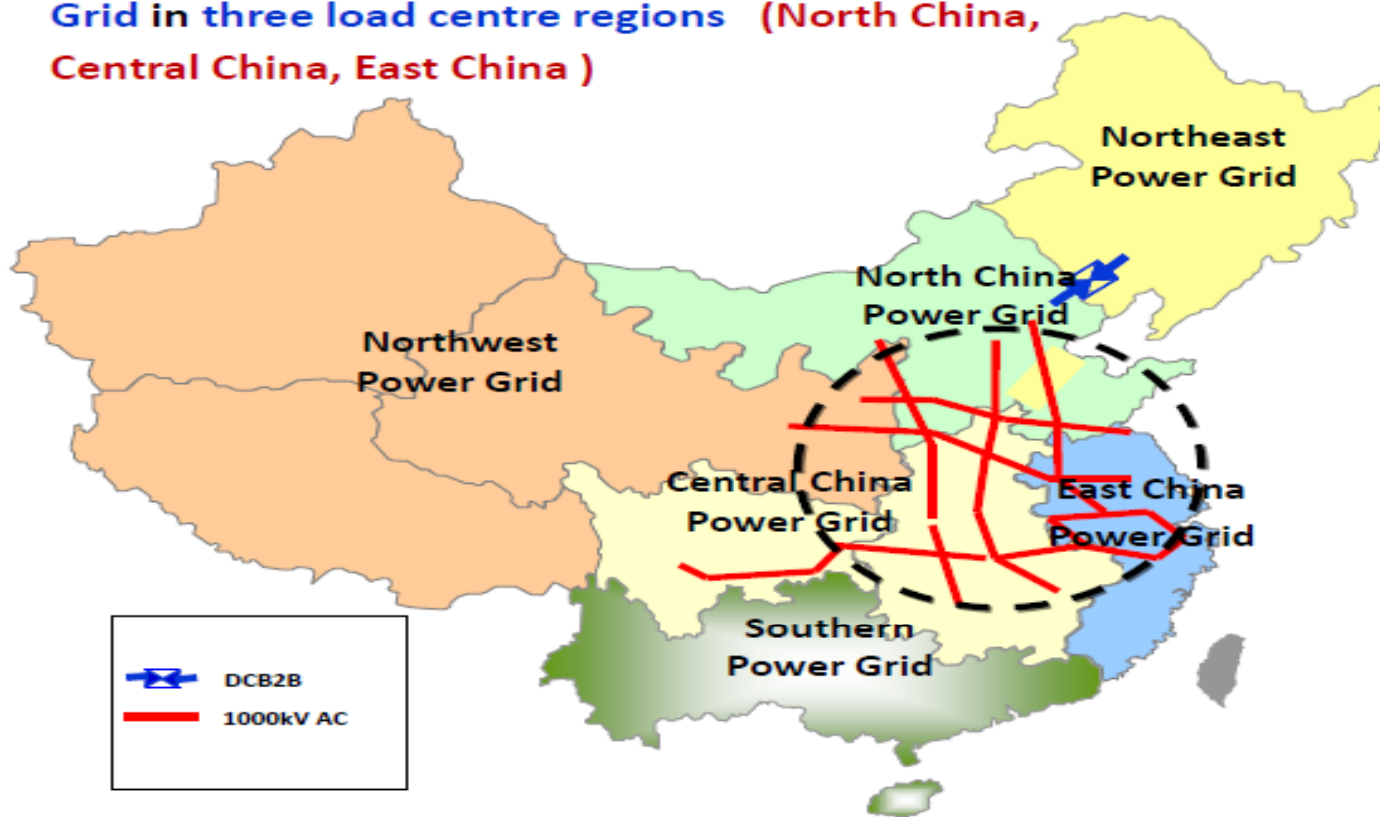 Grid in three load centre regions (North China,
Central China, East China )
Northeast
Power Grid
North China
Power Grid
Northwest
Power Grid
Central China
Power Grid
East China
Power Grid
Southern
Power Grid
DCB2B
1000kV AC